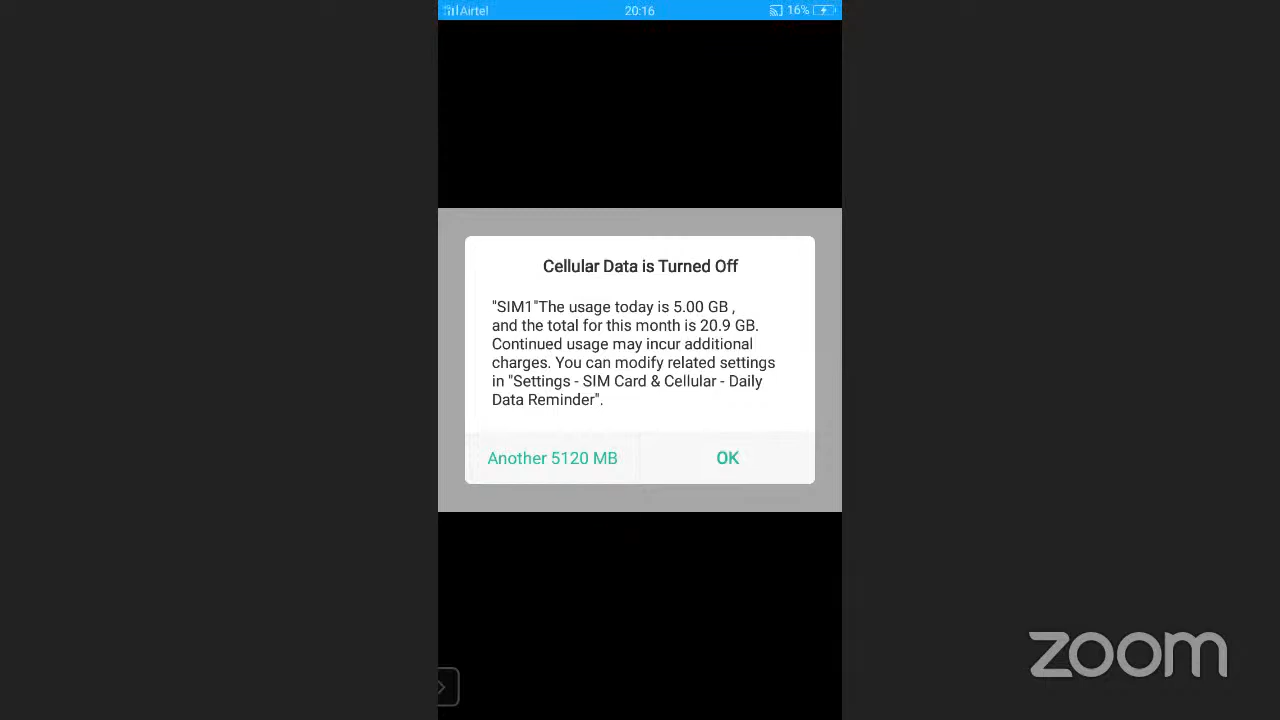 Airtel
20:16
16%
Cellular Data is Turned Off
"SIM1"The usage today is 5.00 GB ,
and the total for this month is 20.9 GB.
Continued usage may incur additional
charges. You can modify related settings
in "Settings - SIM Card & Cellular - Daily
Data Reminder".
Another 5120 MB
OK
zoom